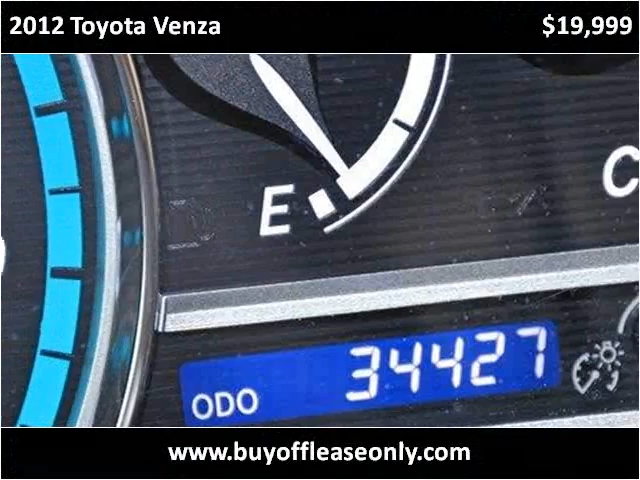 2012 Toyota Venza $19,999
E
C
ODO 34427
www.buyoffleaseonly.com